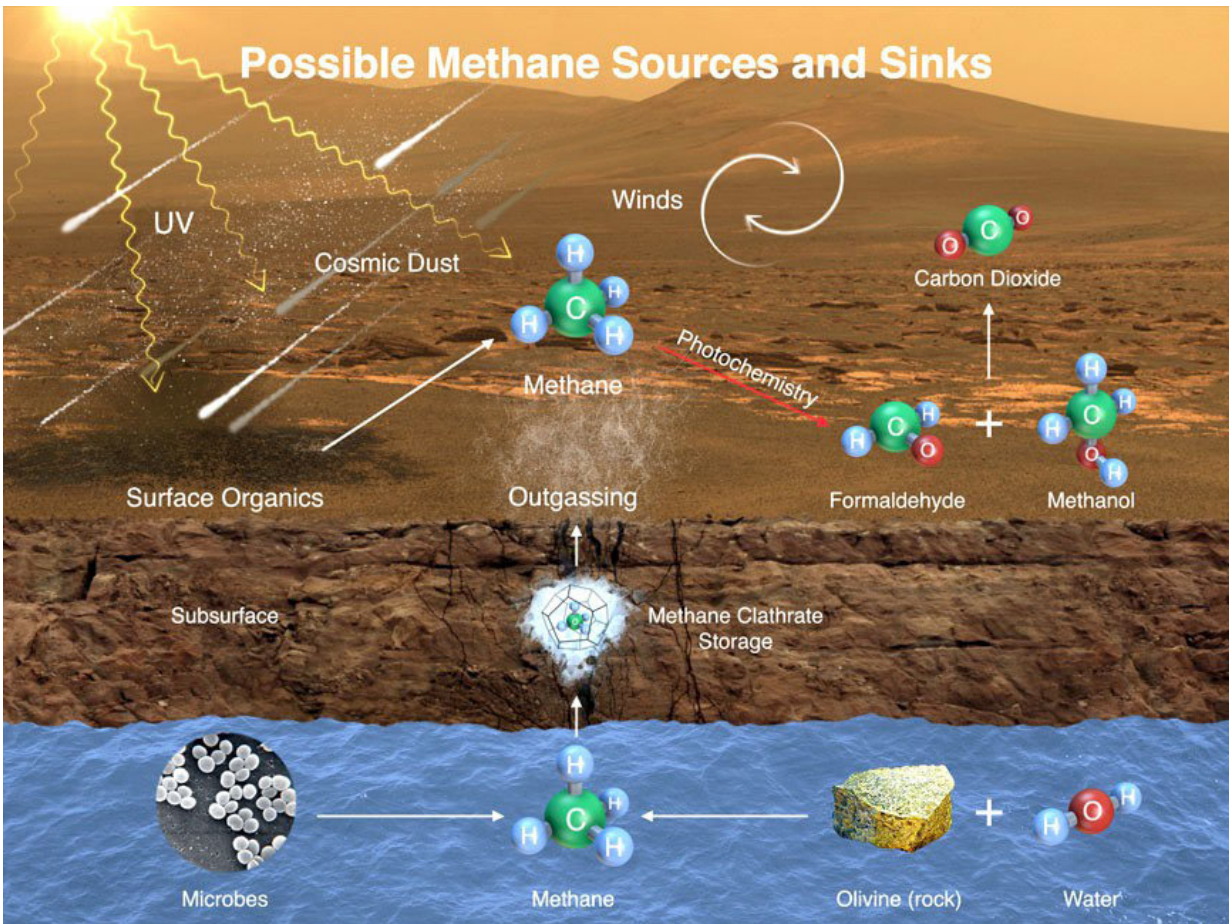 Possible Methane Sources and Sinks
UV
Cosmic Dust
Winds
H
H
H
H
C
Methane
O
C
O
Carbon Dioxide
Photochemistry
H
C
H
O
Formaldehyde
+
H
C
H
H
O
H
Methanol
Surface Organics
Outgassing
Subsurface
C
Methane Clathrate
Storage
Microbes
H
H
C
H
H
Methane
Olivine (rock)
+
H
O
H
Water